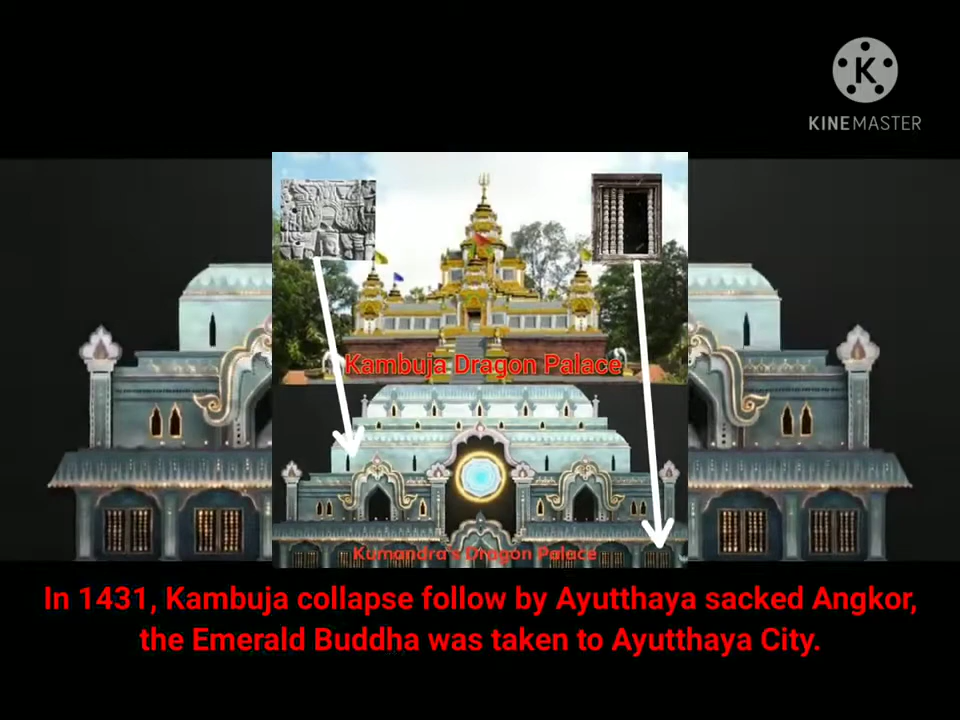 K
KINEMASTER
Kambuja Dragon Palace
Kumandra's Dragon Palace
In 1431, Kambuja collapse follow by Ayutthaya sacked Angkor,
the Emerald Buddha was taken to Ayutthaya City.